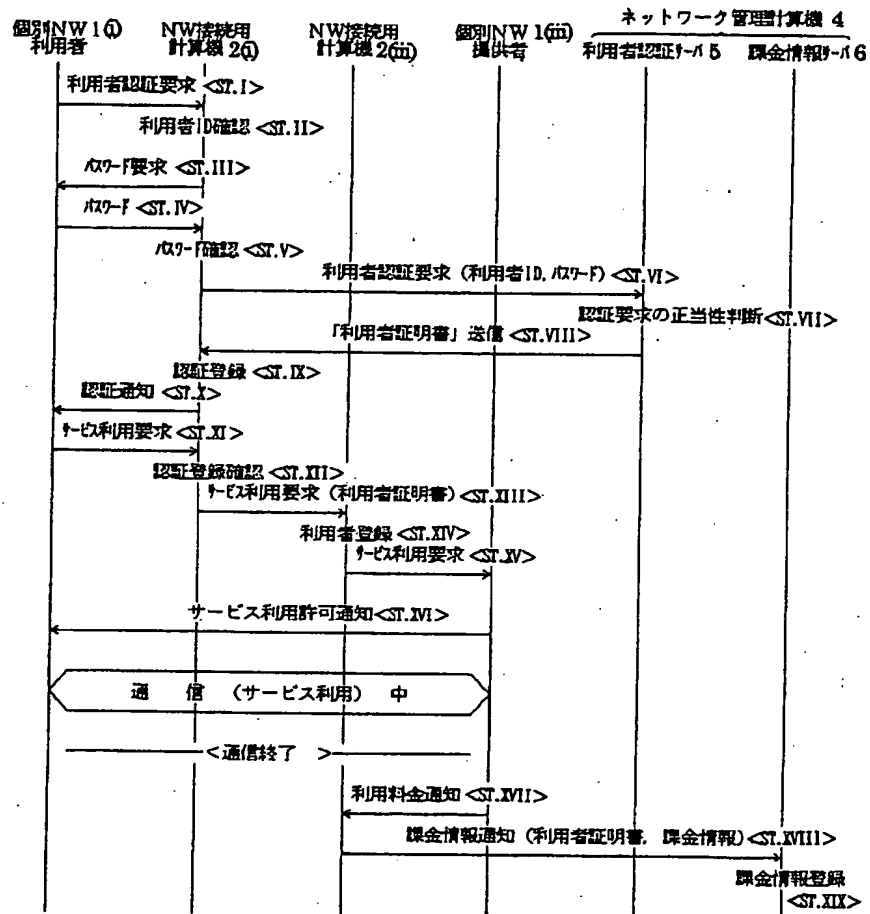 ネットワーク管理計算機 4
個別NW 1(i)
利用者
NW接続用
計算機 2(i)
NW接続用
計算機 2(iii)
個別NW 1(iii)
提供者
利用者認証サーバ 5
課金情報サーバ 6
利用者認証要求 <ST.I>
利用者ID確認 <ST.II>
パスワード要求 <ST.III>
パスワード <ST.IV>
パスワード確認 <ST.V>
利用者認証要求 (利用者ID, パスワード) <ST.VI>
認証要求の正当性判断<ST.VII>
「利用者証明書」送信 <ST.VIII>
認証登録 <ST.IX>
認証通知 <ST.X>
サービス利用要求 <ST.XI>
認証登録確認 <ST.XII>
サービス利用要求 (利用者証明書) <ST.XIII>
利用者登録 <ST.XIV>
サービス利用要求 <ST.XV>
サービス利用許可通知<ST.XVI>
通 信 (サービス利用) 中
<通信終了 >
利用料金通知 <ST.XVII>
課金情報通知 (利用者証明書, 課金情報) <ST.XVIII>
課金情報登録
<ST.XIX>